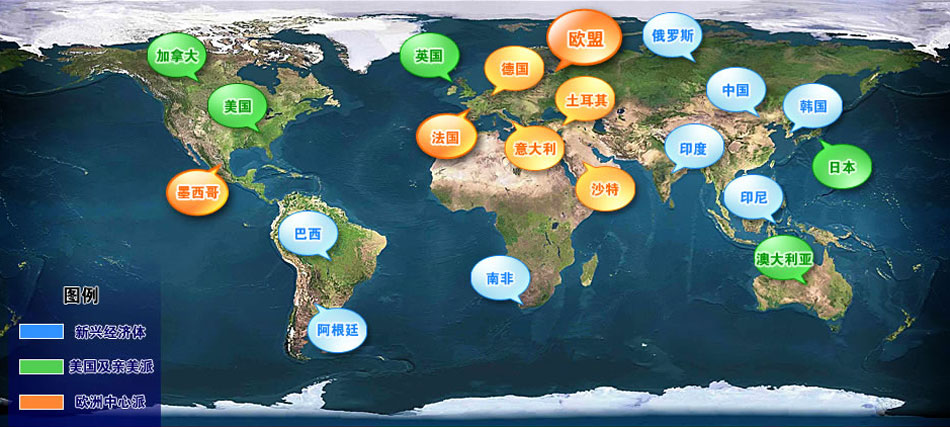 加拿大
英国
德国
欧盟
俄罗斯
美国
土耳其
中国
韩国
法国
意大利
印度
日本
墨西哥
沙特
印尼
巴西
南非
澳大利亚
阿根廷
图例
新兴经济体
美国及亲美派
欧洲中心派